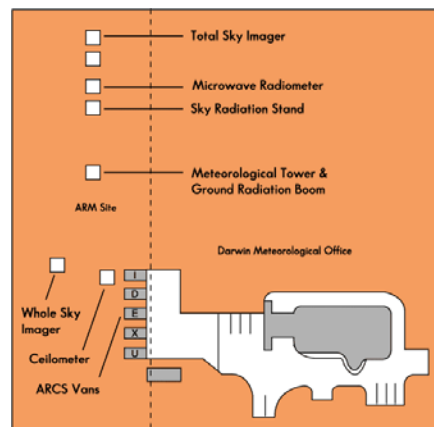 Total Sky Imager
Microwave Radiometer
Sky Radiation Stand
Meteorological Tower &
Ground Radiation Boom
ARM Site
Darwin Meteorological Office
I
D
E
X
U
Whole Sky
Imager
Ceilometer
ARCS Vans